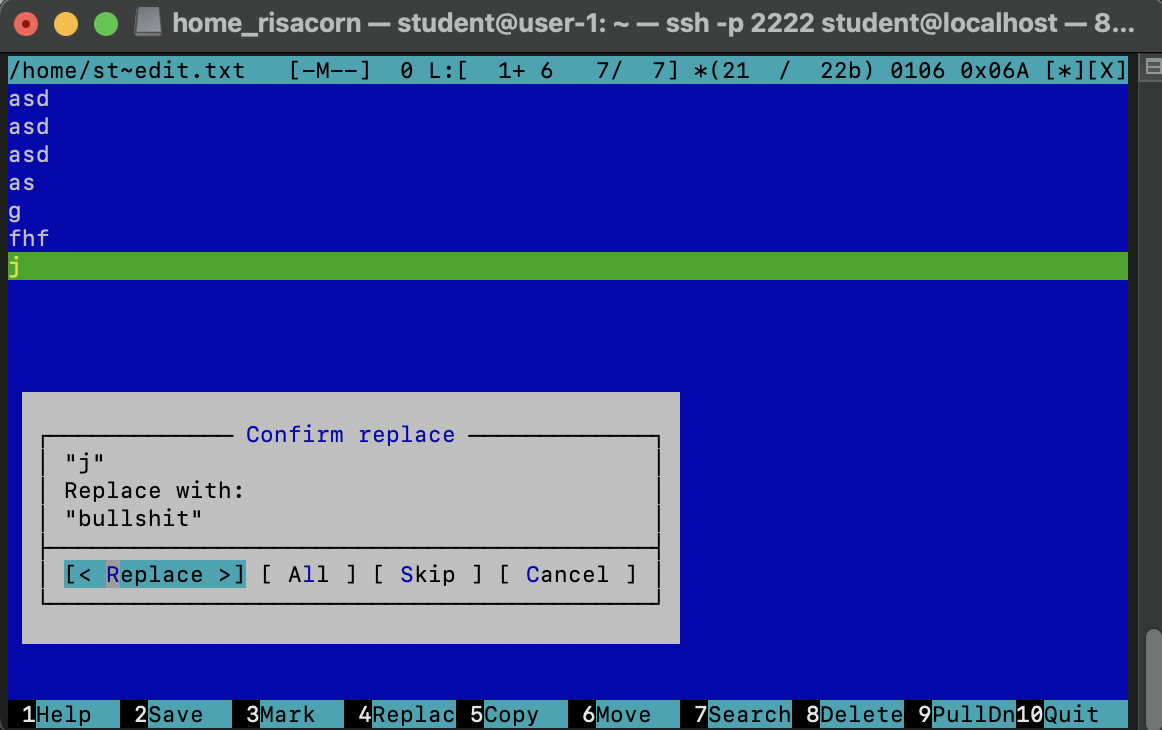 home_risacorn — student@user-1: ~ — ssh -p 2222 student@localhost — 8...
/home/st~edit.txt   [-M--]  0 L:[  1+ 6   7/  7] *(21  /  22b) 0106 0x06A [*][X]
asd
asd
asd
as
g
fhf
j
Confirm replace
"j"
Replace with:
"bullshit"
[< Replace >] [ All ] [ Skip ] [ Cancel ]
1Help 2Save 3Mark 4Replac 5Copy 6Move 7Search 8Delete 9PullDn 10Quit